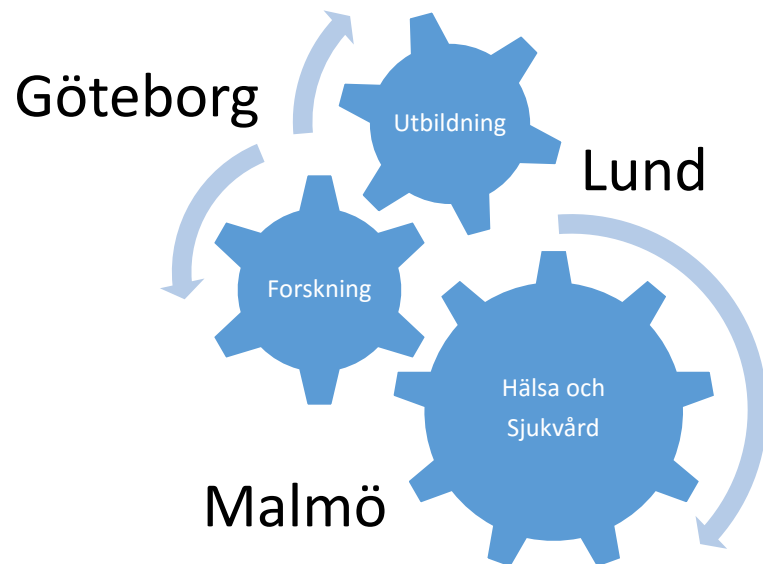 Göteborg
Utbildning
Lund
Forskning
Hälsa och
Sjukvård
Malmö